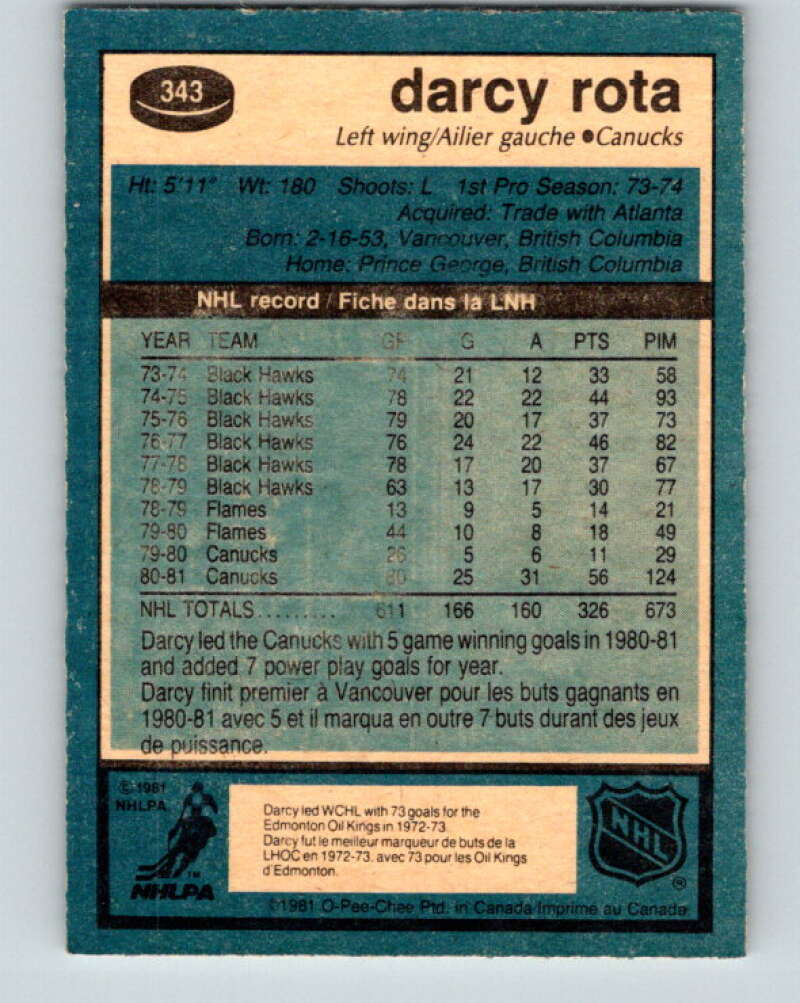 343
darcy rota
Left wing/Ailier gauche ●Canucks
Ht: 5'11" Wt: 180 Shoots: L 1st Pro Season: 73-74
Acquired: Trade with Atlanta
Born: 2-16-53, Vancouver, British Columbia
Home: Prince George, British Columbia
NHL record / Fiche dans la LNH
YEAR TEAM GP G A PTS PIM
73-74 Black Hawks 74 21 12 33 58
74-75 Black Hawks 78 22 22 44 93
75-76 Black Hawks 79 20 17 37 73
76-77 Black Hawks 76 24 22 46 82
77-78 Black Hawks 78 17 20 37 67
78-79 Black Hawks 63 13 17 30 77
78-79 Flames 13 9 5 14 21
79-80 Flames 44 10 8 18 49
79-80 Canucks 26 5 6 11 29
80-81 Canucks 80 25 31 56 124
NHL TOTALS......... 611 166 160 326 673
Darcy led the Canucks with 5 game winning goals in 1980-81
and added 7 power play goals for year.
Darcy finit premier à Vancouver pour les buts gagnants en
1980-81 avec 5 et il marqua en outre 7 buts durant des jeux
de puissance.
© 1981
NHLPA
TM
NHLPA
Darcy led WCHL with 73 goals for the
Edmonton Oil Kings in 1972-73.
Darcy fut le meilleur marqueur de buts de la
LHOC en 1972-73. avec 73 pour les Oil Kings
d'Edmonton.
NHL
®
©1981 O-Pee-Chee Ptd. in Canada/Imprime au Canada